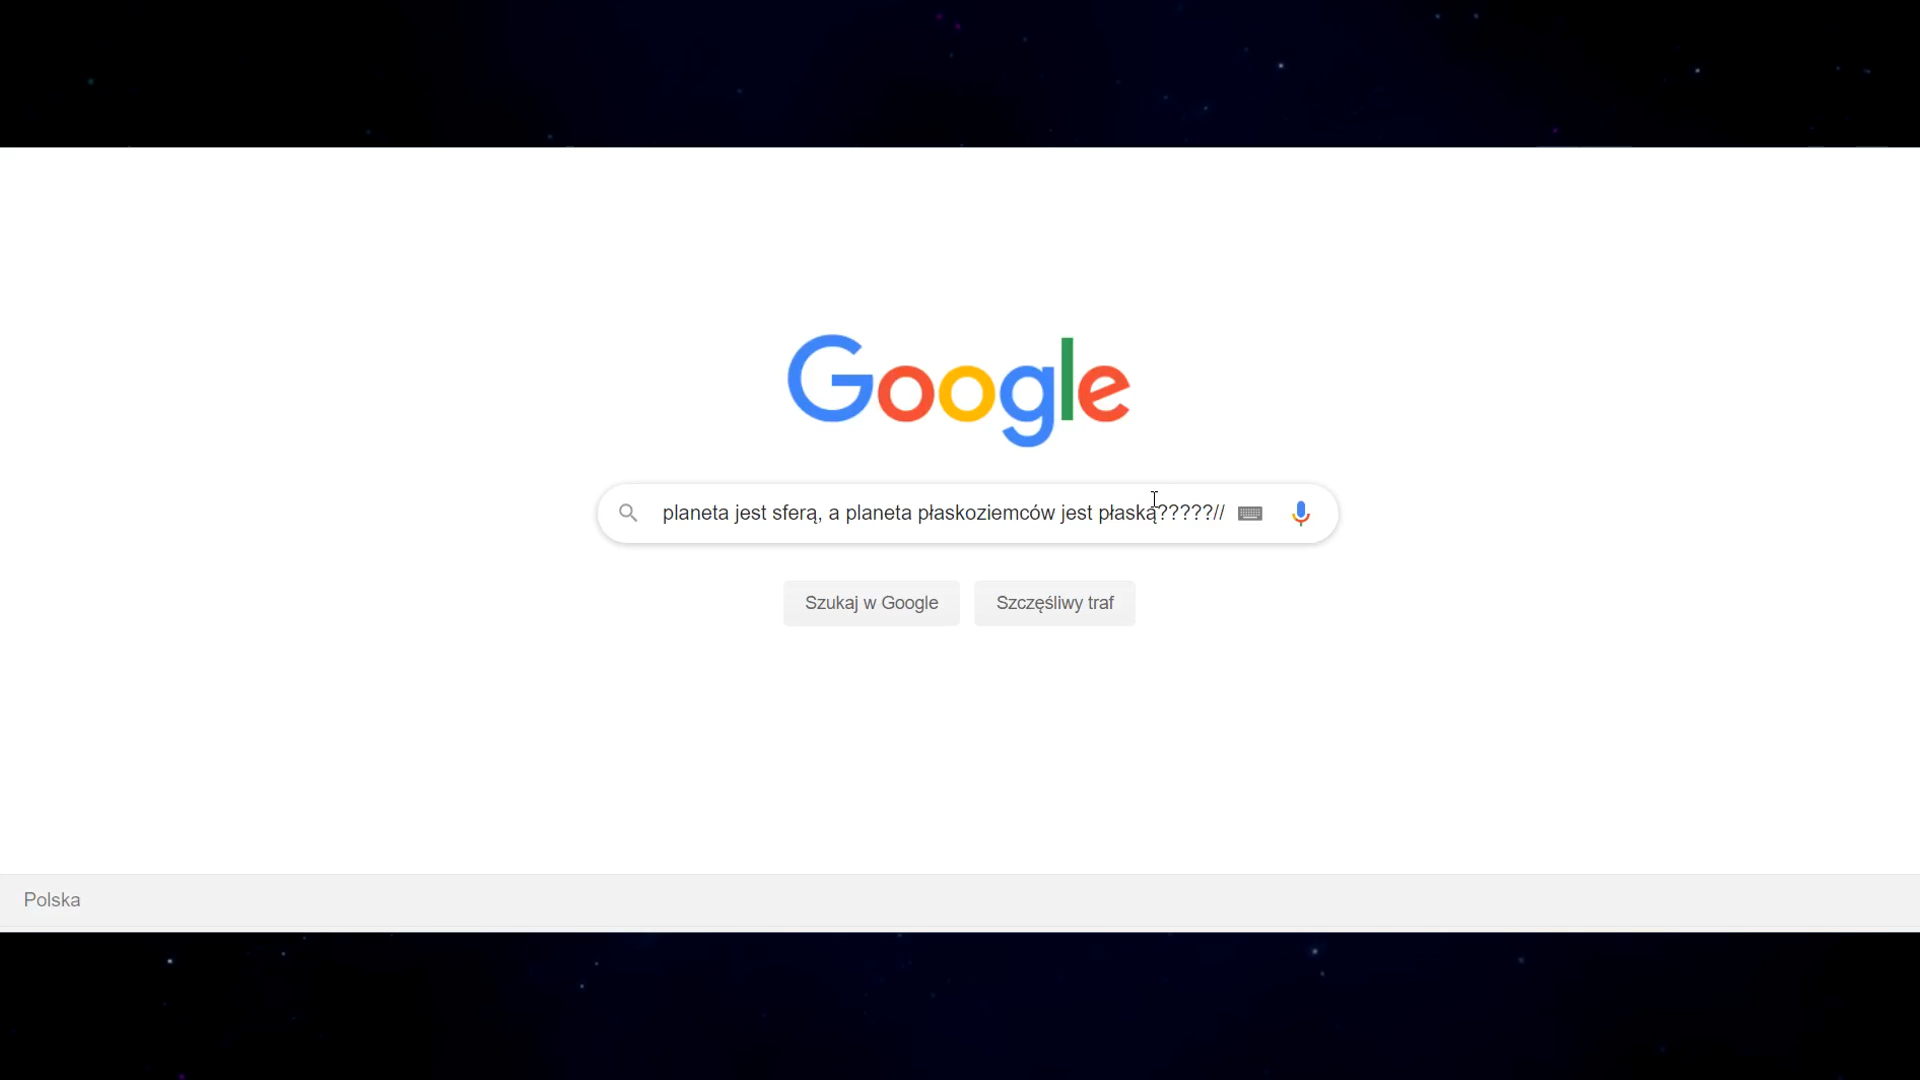 Google
planeta jest sferą, a planeta płaskoziemców jest płaską?????//
Szukaj w Google
Szczęśliwy traf
Polska